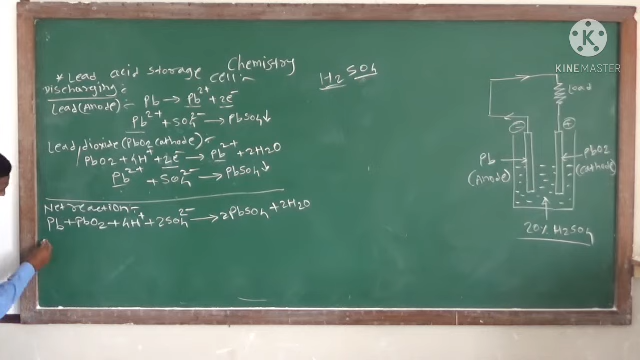 Chemistry
* Lead acid storage cell:-
Discharging:-
Lead(Anode):- Pb → Pb²⁺ + 2e⁻
Pb²⁺ + SO₄²⁻ → PbSO₄↓
Lead dioxide(PbO2 cathode):-
PbO2 + 4H⁺ + 2e⁻ → Pb²⁺ + 2H2O
Pb²⁺ + SO₄²⁻ → PbSO₄↓
Net reaction:-
Pb + PbO2 + 4H⁺ + 2SO₄²⁻ → 2PbSO₄ + 2H2O
H2SO4
Load
⊖ ⊕
Pb
(Anode)
PbO2
(cathode)
20% H2SO4
KINEMASTER